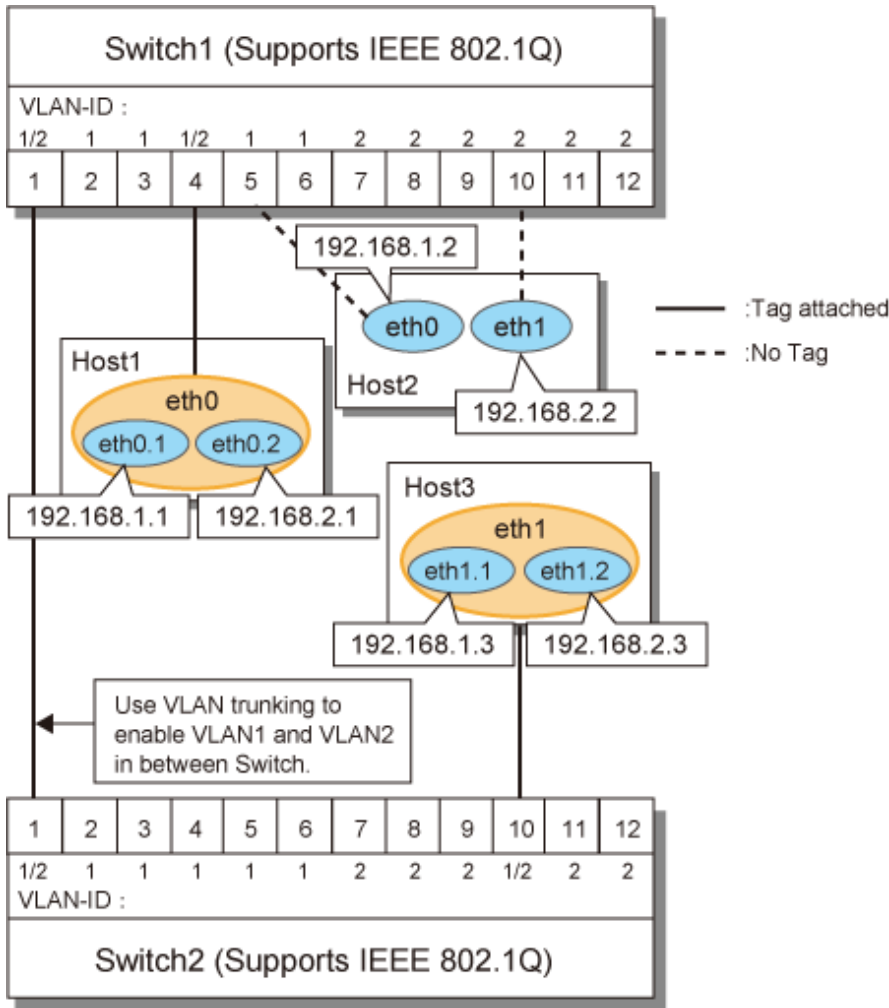 Switch1 (Supports IEEE 802.1Q)
VLAN-ID :
1/2 1 1 1/2 1 1 2 2 2 2 2 2
1 2 3 4 5 6 7 8 9 10 11 12
192.168.1.2
eth0 eth1
Host2
192.168.2.2
:Tag attached
:No Tag
Host1
eth0
eth0.1 eth0.2
192.168.1.1 192.168.2.1
Host3
eth1
eth1.1 eth1.2
192.168.1.3 192.168.2.3
Use VLAN trunking to
enable VLAN1 and VLAN2
in between Switch.
1 2 3 4 5 6 7 8 9 10 11 12
1/2 1 1 1 1 1 2 2 2 1/2 2 2
VLAN-ID :
Switch2 (Supports IEEE 802.1Q)